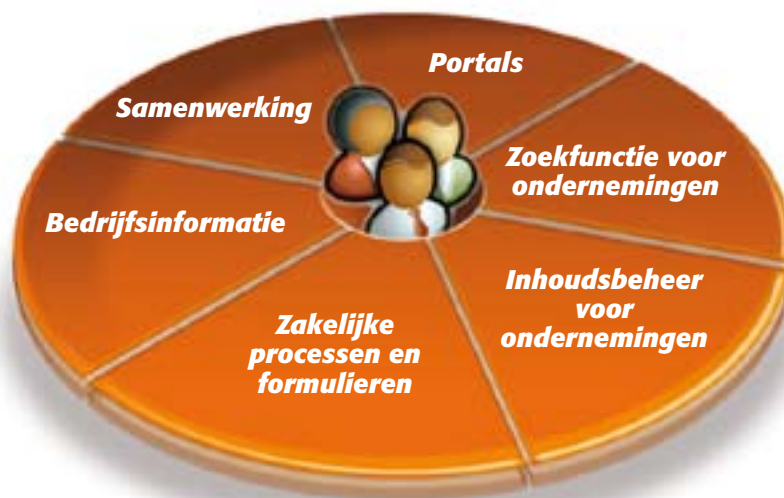 Portals
Samenwerking
Zoekfunctie voor
ondernemingen
Bedrijfsinformatie
Inhoudsbeheer
voor
ondernemingen
Zakelijke
processen en
formulieren